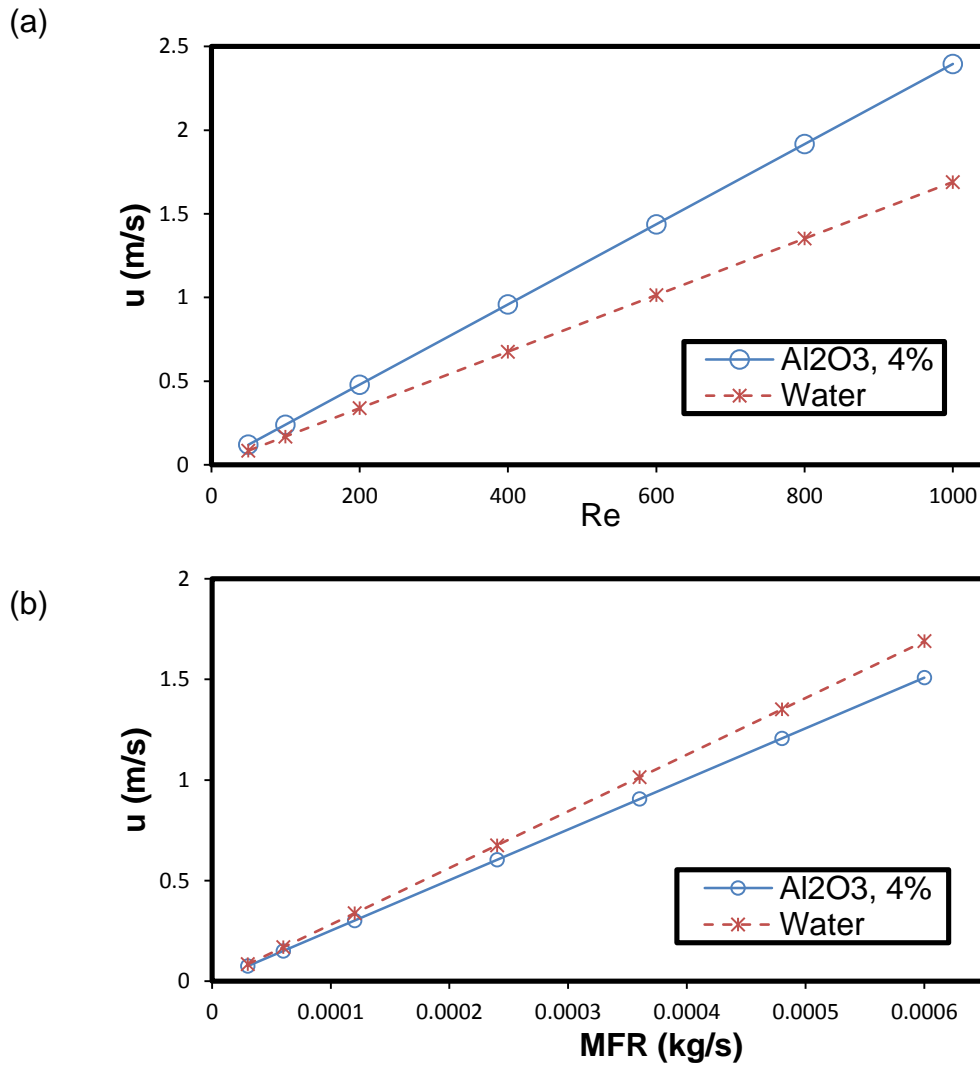 (a)
2.5
2
1.5
1
0.5
0
u (m/s)
Al2O3, 4%
Water
0 200 400 600 800 1000
Re
(b)
2
1.5
1
0.5
0
u (m/s)
Al2O3, 4%
Water
0 0.0001 0.0002 0.0003 0.0004 0.0005 0.0006
MFR (kg/s)